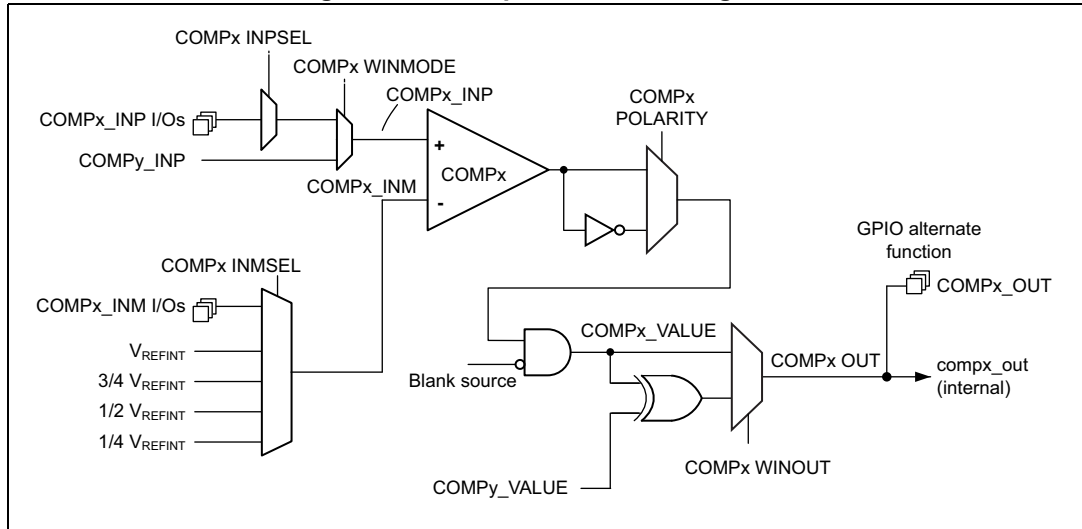 COMPx INPSEL
COMPx WINMODE
COMPx_INP
COMPx
POLARITY
COMPx_INP I/Os
COMPy_INP
+
COMPx
-
COMPx_INM
GPIO alternate
function
COMPx_OUT
COMPx INMSEL
COMPx_INM I/Os
VREFINT
3/4 VREFINT
1/2 VREFINT
1/4 VREFINT
COMPx_VALUE
Blank source
COMPx OUT
compx_out
(internal)
COMPx WINOUT
COMPy_VALUE